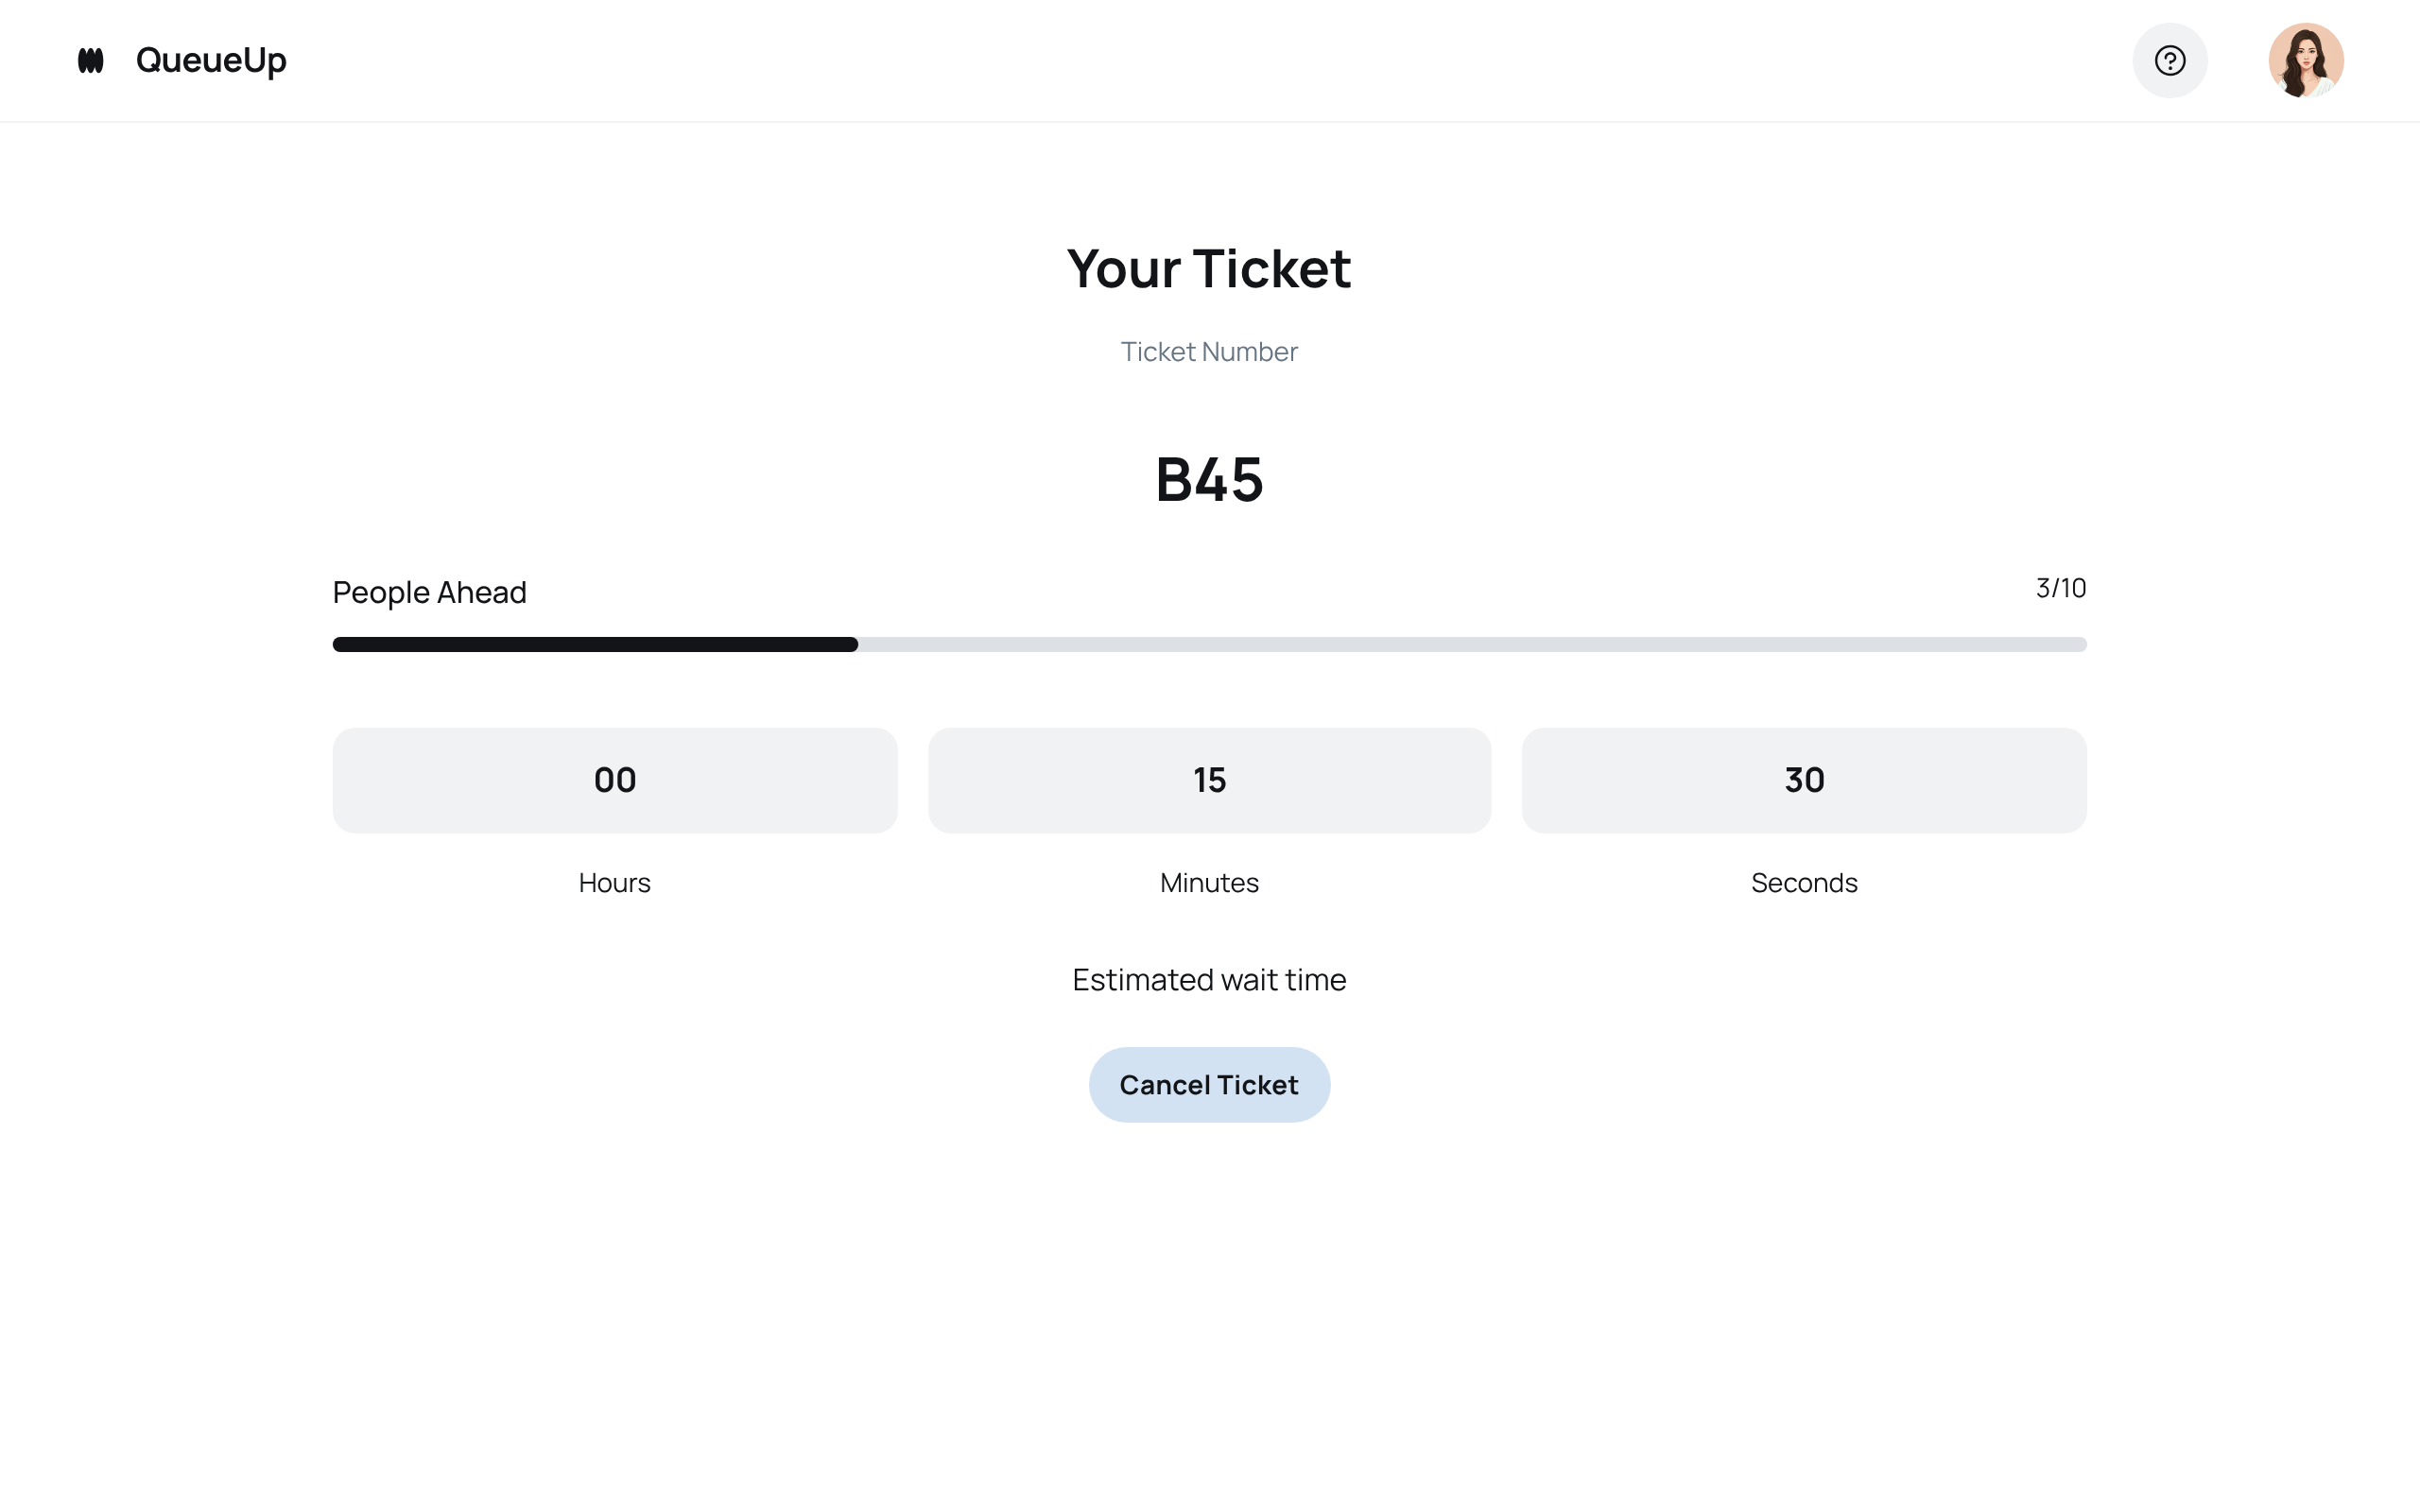 QueueUp
Your Ticket
Ticket Number
B45
People Ahead
3/10
00
15
30
Hours
Minutes
Seconds
Estimated wait time
Cancel Ticket